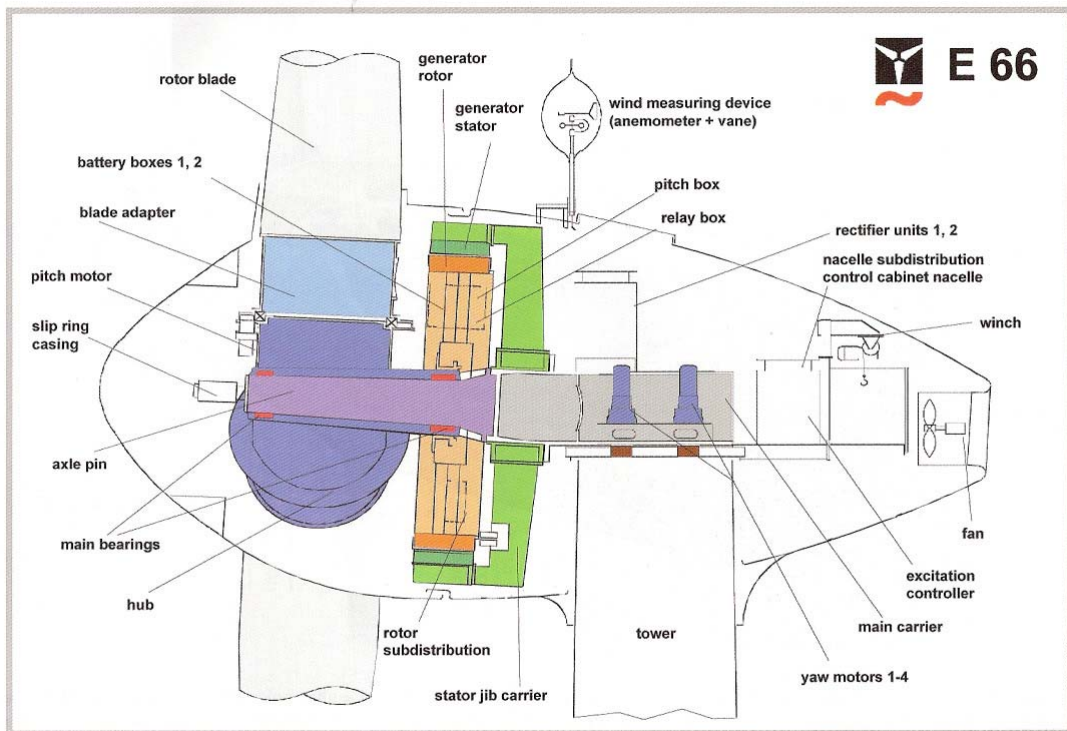 E 66
generator
rotor
rotor blade
generator
stator
wind measuring device
(anemometer + vane)
battery boxes 1, 2
pitch box
blade adapter
relay box
rectifier units 1, 2
pitch motor
nacelle subdistribution
control cabinet nacelle
slip ring
casing
winch
axle pin
main bearings
fan
hub
excitation
controller
rotor
subdistribution
tower
main carrier
stator jib carrier
yaw motors 1-4